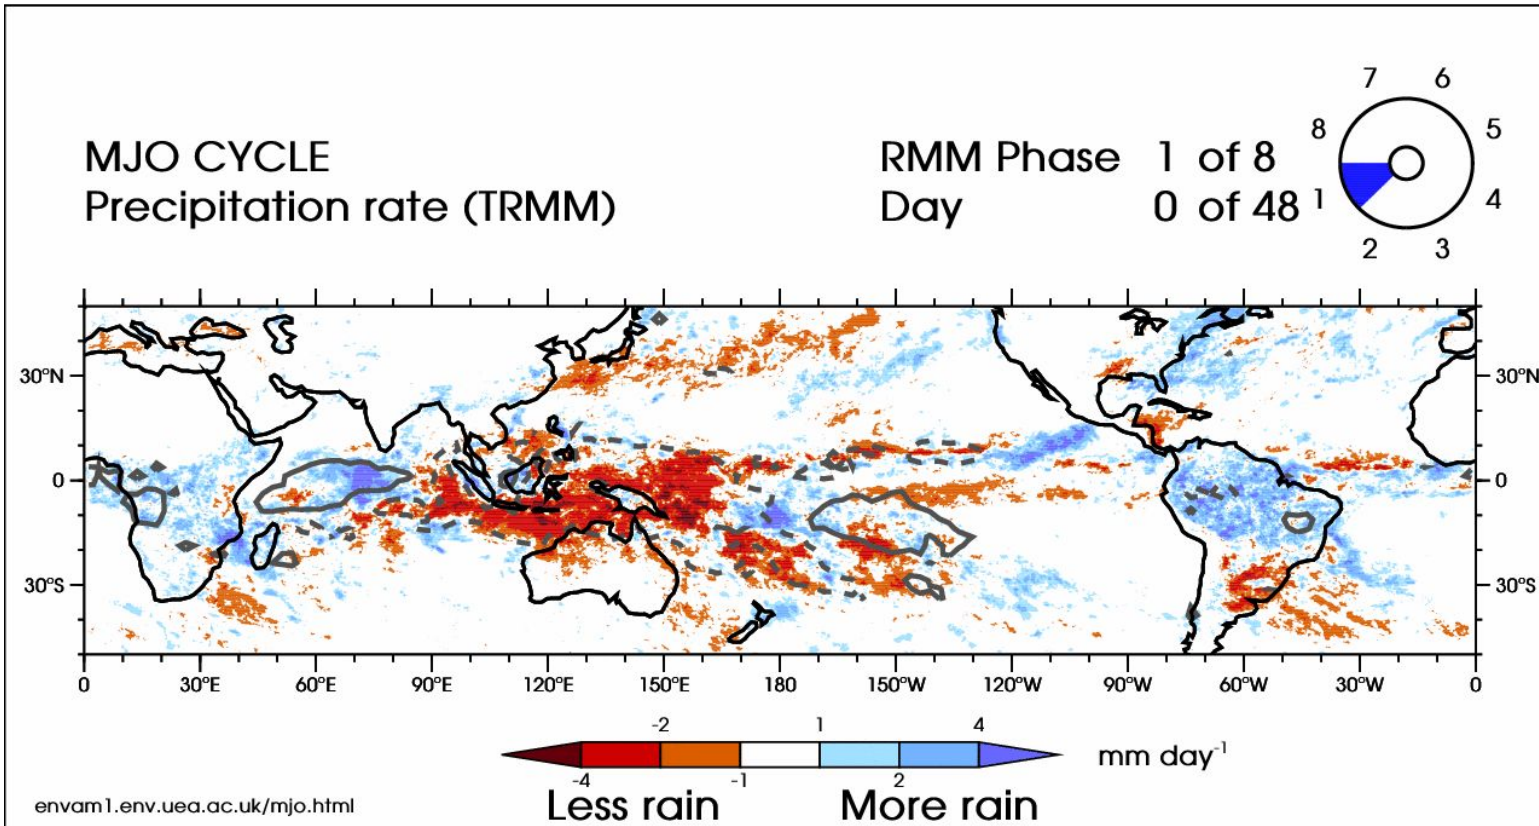 7 6
8 5
1 4
2 3
MJO CYCLE
Precipitation rate (TRMM)
RMM Phase 1 of 8
Day 0 of 48
30°N 30°N
0 0
30°S 30°S
0 30°E 60°E 90°E 120°E 150°E 180 150°W 120°W 90°W 60°W 30°W 0
-2 1 4
mm day-1
-4 -1 2
Less rain More rain
envam1.env.uea.ac.uk/mjo.html